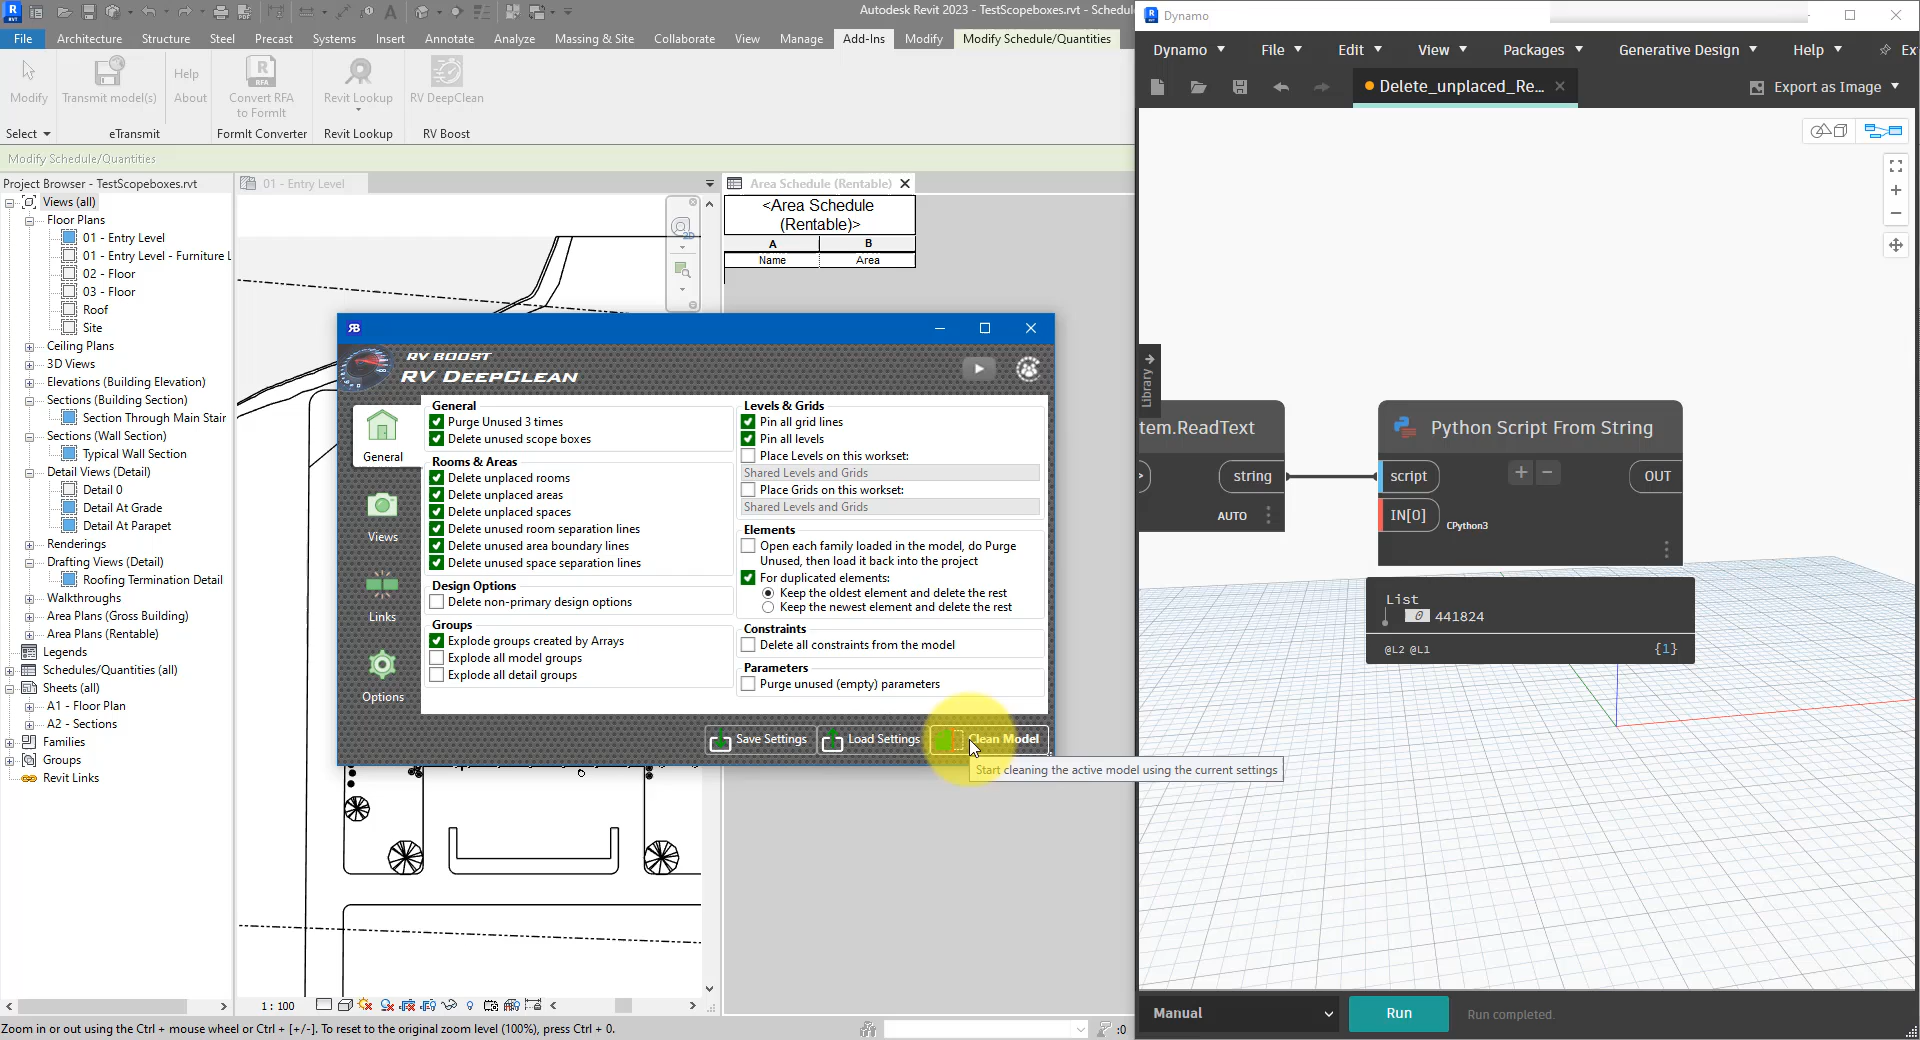 Autodesk Revit 2023 - TestScopeboxes.rvt - Schedul
File Architecture Structure Steel Precast Systems Insert Annotate Analyze Massing & Site Collaborate View Manage Add-Ins Modify Modify Schedule/Quantities
Modify
Transmit model(s)
Help
About
Convert RFA
to FormIt
Revit Lookup
RV DeepClean
Select
eTransmit
FormIt Converter
Revit Lookup
RV Boost
Modify Schedule/Quantities
Project Browser - TestScopeboxes.rvt
Views (all)
Floor Plans
01 - Entry Level
01 - Entry Level - Furniture L
02 - Floor
03 - Floor
Roof
Site
Ceiling Plans
3D Views
Elevations (Building Elevation)
Sections (Building Section)
Section Through Main Stair
Sections (Wall Section)
Typical Wall Section
Detail Views (Detail)
Detail 0
Detail At Grade
Detail At Parapet
Renderings
Drafting Views (Detail)
Roofing Termination Detail
Walkthroughs
Area Plans (Gross Building)
Area Plans (Rentable)
Legends
Schedules/Quantities (all)
Sheets (all)
A1 - Floor Plan
A2 - Sections
Families
Groups
Revit Links
01 - Entry Level
2D
Area Schedule (Rentable)
<Area Schedule
(Rentable)>
A B
Name Area
RB
RV BOOST
RV DEEPCLEAN
General
Views
Links
Options
General
Purge Unused 3 times
Delete unused scope boxes
Rooms & Areas
Delete unplaced rooms
Delete unplaced areas
Delete unplaced spaces
Delete unused room separation lines
Delete unused area boundary lines
Delete unused space separation lines
Design Options
Delete non-primary design options
Groups
Explode groups created by Arrays
Explode all model groups
Explode all detail groups
Levels & Grids
Pin all grid lines
Pin all levels
Place Levels on this workset:
Shared Levels and Grids
Place Grids on this workset:
Shared Levels and Grids
Elements
Open each family loaded in the model, do Purge
Unused, then load it back into the project
For duplicated elements:
Keep the oldest element and delete the rest
Keep the newest element and delete the rest
Constraints
Delete all constraints from the model
Parameters
Purge unused (empty) parameters
Save Settings
Load Settings
Clean Model
Start cleaning the active model using the current settings
1 : 100
Zoom in or out using the Ctrl + mouse wheel or Ctrl + [+/-]. To reset to the original zoom level (100%), press Ctrl + 0.
:0
Dynamo
Dynamo File Edit View Packages Generative Design Help Ex
Delete_unplaced_Re...
Export as Image
Library
tem.ReadText
string
AUTO
Python Script From String
script
OUT
IN[0]
CPython3
List
0 441824
@L2 @L1
{1}
Manual
Run
Run completed.